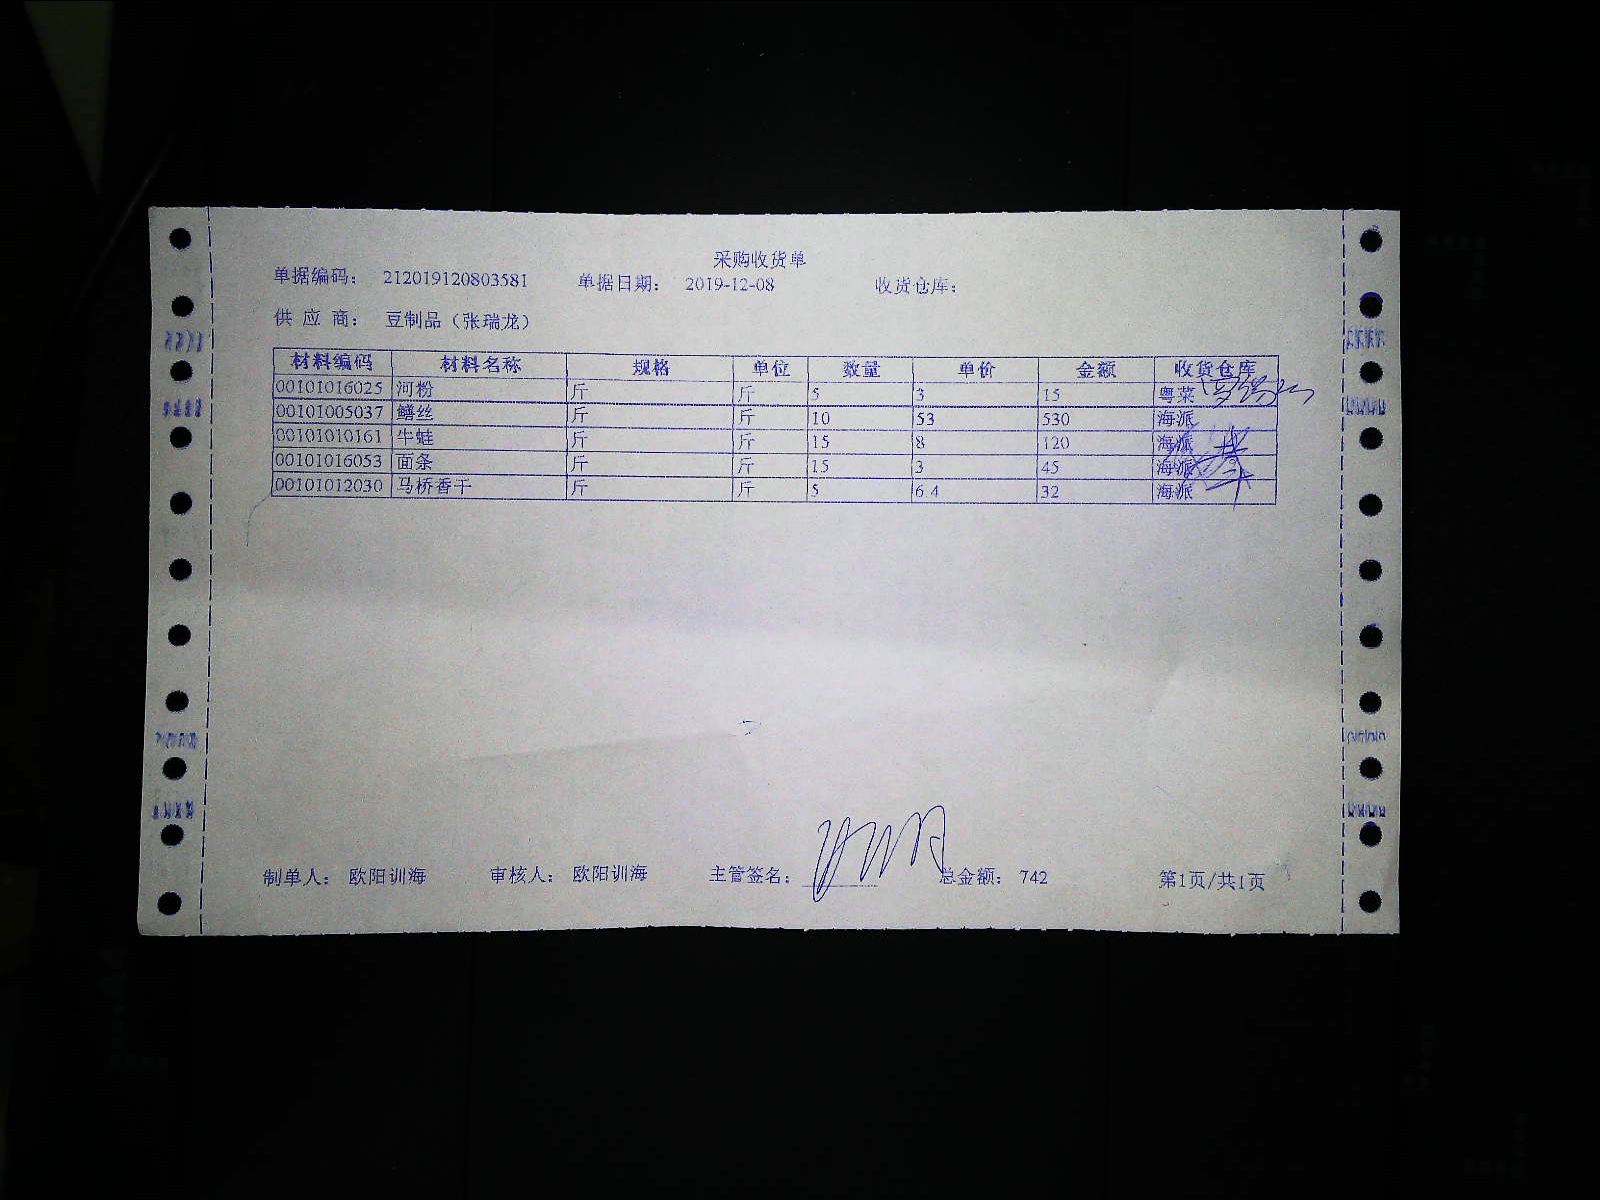 采购收货单
单据编码： 212019120803581 单据日期： 2019-12-08 收货仓库：
供 应 商： 豆制品（张瑞龙）
材料编码 材料名称 规格 单位 数量 单价 金额 收货仓库
00101016025 河粉 斤 斤 5 3 15 粤菜
00101005037 鳝丝 斤 斤 10 53 530 海派
00101010161 牛蛙 斤 斤 15 8 120 海派
00101016053 面条 斤 斤 15 3 45 海派
00101012030 马桥香干 斤 斤 5 6.4 32 海派
制单人： 欧阳训海 审核人： 欧阳训海 主管签名： 总金额： 742 第1页/共1页